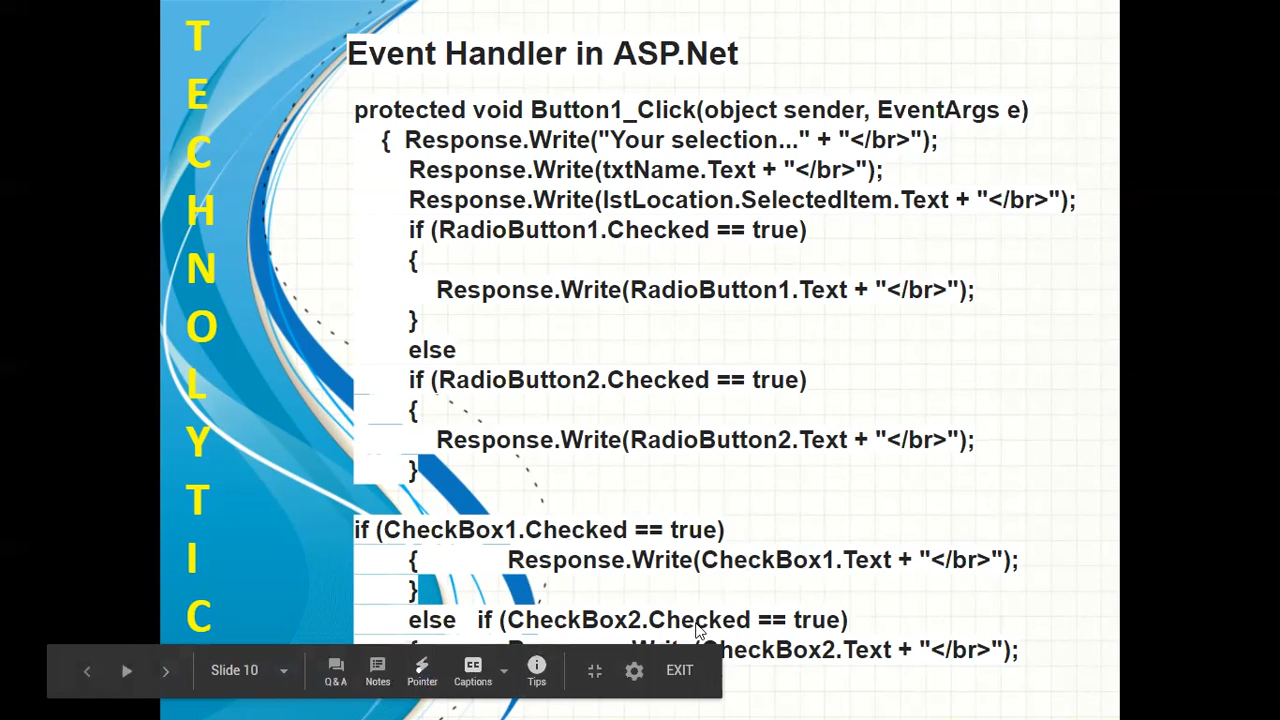 TECHNOLYTIC
Event Handler in ASP.Net
protected void Button1_Click(object sender, EventArgs e)
{ Response.Write("Your selection..." + "</br>");
Response.Write(txtName.Text + "</br>");
Response.Write(lstLocation.SelectedItem.Text + "</br>");
if (RadioButton1.Checked == true)
{
Response.Write(RadioButton1.Text + "</br>");
}
else
if (RadioButton2.Checked == true)
{
Response.Write(RadioButton2.Text + "</br>");
}
if (CheckBox1.Checked == true)
{ Response.Write(CheckBox1.Text + "</br>");
}
else if (CheckBox2.Checked == true)
{ Response.Write(CheckBox2.Text + "</br>");
Slide 10
Q & A
Notes
Pointer
Captions
Tips
EXIT